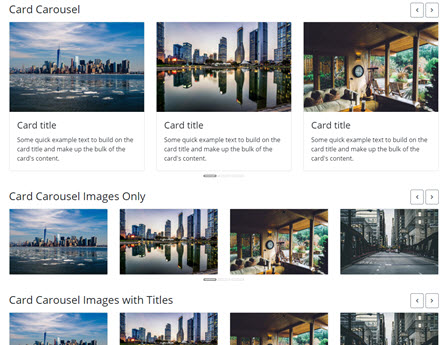 Card Carousel
Card title
Some quick example text to build on the
card title and make up the bulk of the
card's content.
Card title
Some quick example text to build on the
card title and make up the bulk of the
card's content.
Card title
Some quick example text to build on the
card title and make up the bulk of the
card's content.
Card Carousel Images Only
Card Carousel Images with Titles